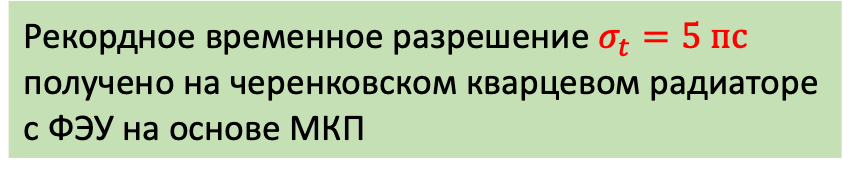 Рекордное временное разрешение σₜ = 5 пс
получено на черенковском кварцевом радиаторе
с ФЭУ на основе МКП